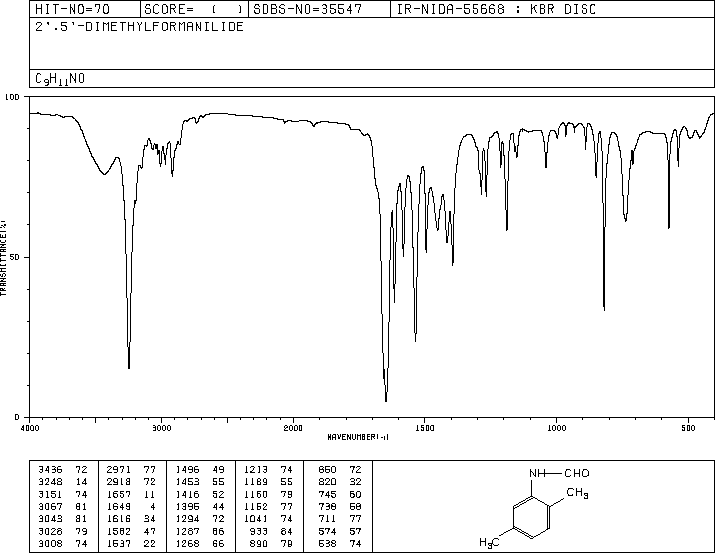 HIT-NO=70 SCORE= ( ) SDBS-NO=35547 IR-NIDA-55668 : KBR DISC
2',5'-DIMETHYLFORMANILIDE
C9H11NO
100
50
0
TRANSMITTANCE(%)
4000 3000 2000 1500 1000 500
WAVENUMBER(-1)
3436 72 2971 77 1496 49 1213 74 850 72
3248 14 2918 72 1453 55 1189 55 820 32
3151 74 1657 11 1416 52 1160 79 745 60
3067 81 1649 4 1395 44 1152 77 738 58
3043 81 1616 34 1294 72 1041 74 711 77
3028 79 1582 47 1287 66 933 84 574 57
3008 74 1537 22 1268 66 890 79 538 74
NH CHO
CH3
H3C